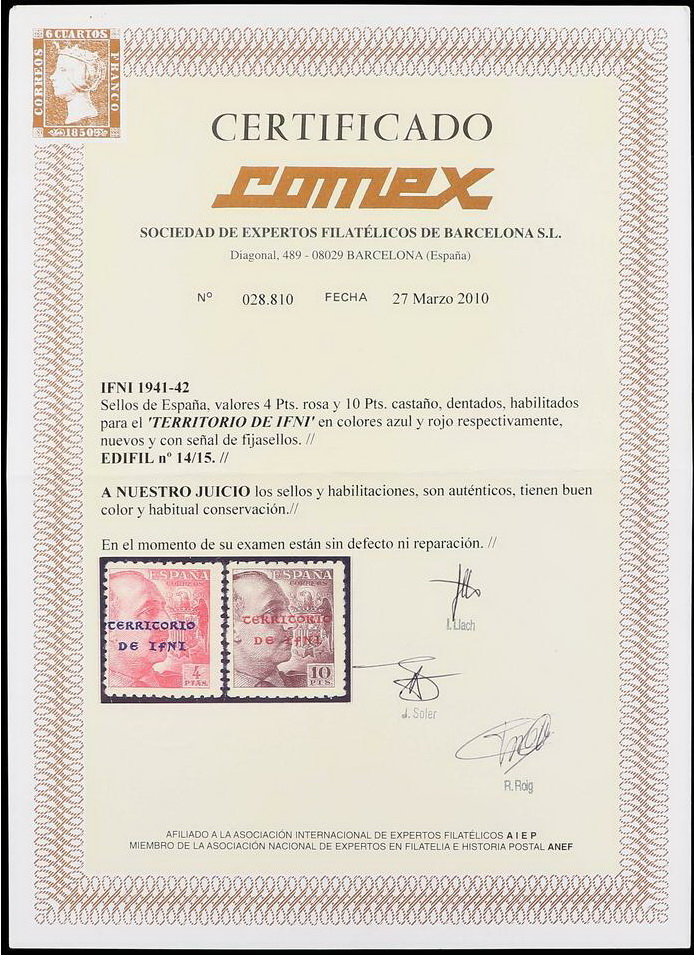 6 CUARTOS
CORREOS
FRANCO
1850
CERTIFICADO
comex
SOCIEDAD DE EXPERTOS FILATÉLICOS DE BARCELONA S.L.
Diagonal, 489 - 08029 BARCELONA (España)
Nº 028.810 FECHA 27 Marzo 2010
IFNI 1941-42
Sellos de España, valores 4 Pts. rosa y 10 Pts. castaño, dentados, habilitados
para el 'TERRITORIO DE IFNI' en colores azul y rojo respectivamente,
nuevos y con señal de fijasellos. //
EDIFIL nº 14/15. //
A NUESTRO JUICIO los sellos y habilitaciones, son auténticos, tienen buen
color y habitual conservación.//
En el momento de su examen están sin defecto ni reparación. //
ESPAÑA
CORREOS
TERRITORIO
DE IFNI
4
PTAS.
ESPAÑA
CORREOS
TERRITORIO
DE IFNI
10
PTS.
I. Llach
J. Soler
R. Roig
AFILIADO A LA ASOCIACIÓN INTERNACIONAL DE EXPERTOS FILATÉLICOS A I E P
MIEMBRO DE LA ASOCIACIÓN NACIONAL DE EXPERTOS EN FILATELIA E HISTORIA POSTAL ANEF